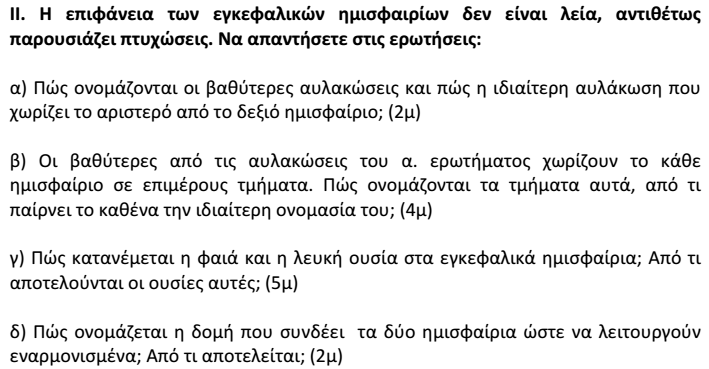 II. Η επιφάνεια των εγκεφαλικών ημισφαιρίων δεν είναι λεία, αντιθέτως
παρουσιάζει πτυχώσεις. Να απαντήσετε στις ερωτήσεις:
α) Πώς ονομάζονται οι βαθύτερες αυλακώσεις και πώς η ιδιαίτερη αυλάκωση που
χωρίζει το αριστερό από το δεξιό ημισφαίριο; (2μ)
β) Οι βαθύτερες από τις αυλακώσεις του α. ερωτήματος χωρίζουν το κάθε
ημισφαίριο σε επιμέρους τμήματα. Πώς ονομάζονται τα τμήματα αυτά, από τι
παίρνει το καθένα την ιδιαίτερη ονομασία του; (4μ)
γ) Πώς κατανέμεται η φαιά και η λευκή ουσία στα εγκεφαλικά ημισφαίρια; Από τι
αποτελούνται οι ουσίες αυτές; (5μ)
δ) Πώς ονομάζεται η δομή που συνδέει τα δύο ημισφαίρια ώστε να λειτουργούν
εναρμονισμένα; Από τι αποτελείται; (2μ)